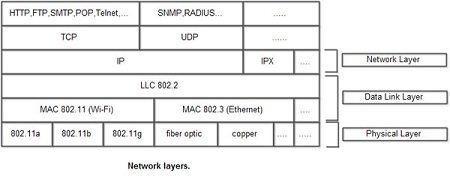 HTTP,FTP,SMTP,POP,Telnet,... SNMP,RADIUS... .....
TCP UDP .....
IP IPX .... Network Layer
LLC 802.2
Data Link Layer
MAC 802.11 (Wi-Fi) MAC 802.3 (Ethernet) ....
802.11a 802.11b 802.11g fiber optic copper .... ..... Physical Layer
Network layers.